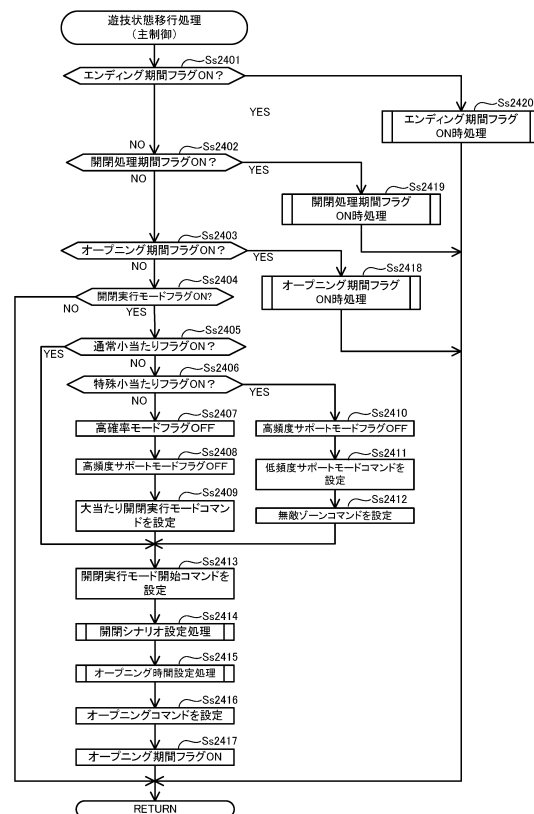 遊技状態移行処理
（主制御）
Ss2401
エンディング期間フラグON？
YES
NO
Ss2420
エンディング期間フラグ
ON時処理
Ss2402
開閉処理期間フラグON？
YES
NO
Ss2419
開閉処理期間フラグ
ON時処理
Ss2403
オープニング期間フラグON？
YES
NO
Ss2418
オープニング期間フラグ
ON時処理
Ss2404
開閉実行モードフラグON?
NO
YES
Ss2405
通常小当たりフラグON？
YES
NO
Ss2406
特殊小当たりフラグON？
YES
NO
Ss2407
高確率モードフラグOFF
Ss2408
高頻度サポートモードフラグOFF
Ss2409
大当たり開閉実行モードコマン
ドを設定
Ss2410
高頻度サポートモードフラグOFF
Ss2411
低頻度サポートモードコマンドを
設定
Ss2412
無敵ゾーンコマンドを設定
Ss2413
開閉実行モード開始コマンドを
設定
Ss2414
開閉シナリオ設定処理
Ss2415
オープニング時間設定処理
Ss2416
オープニングコマンドを設定
Ss2417
オープニング期間フラグON
RETURN